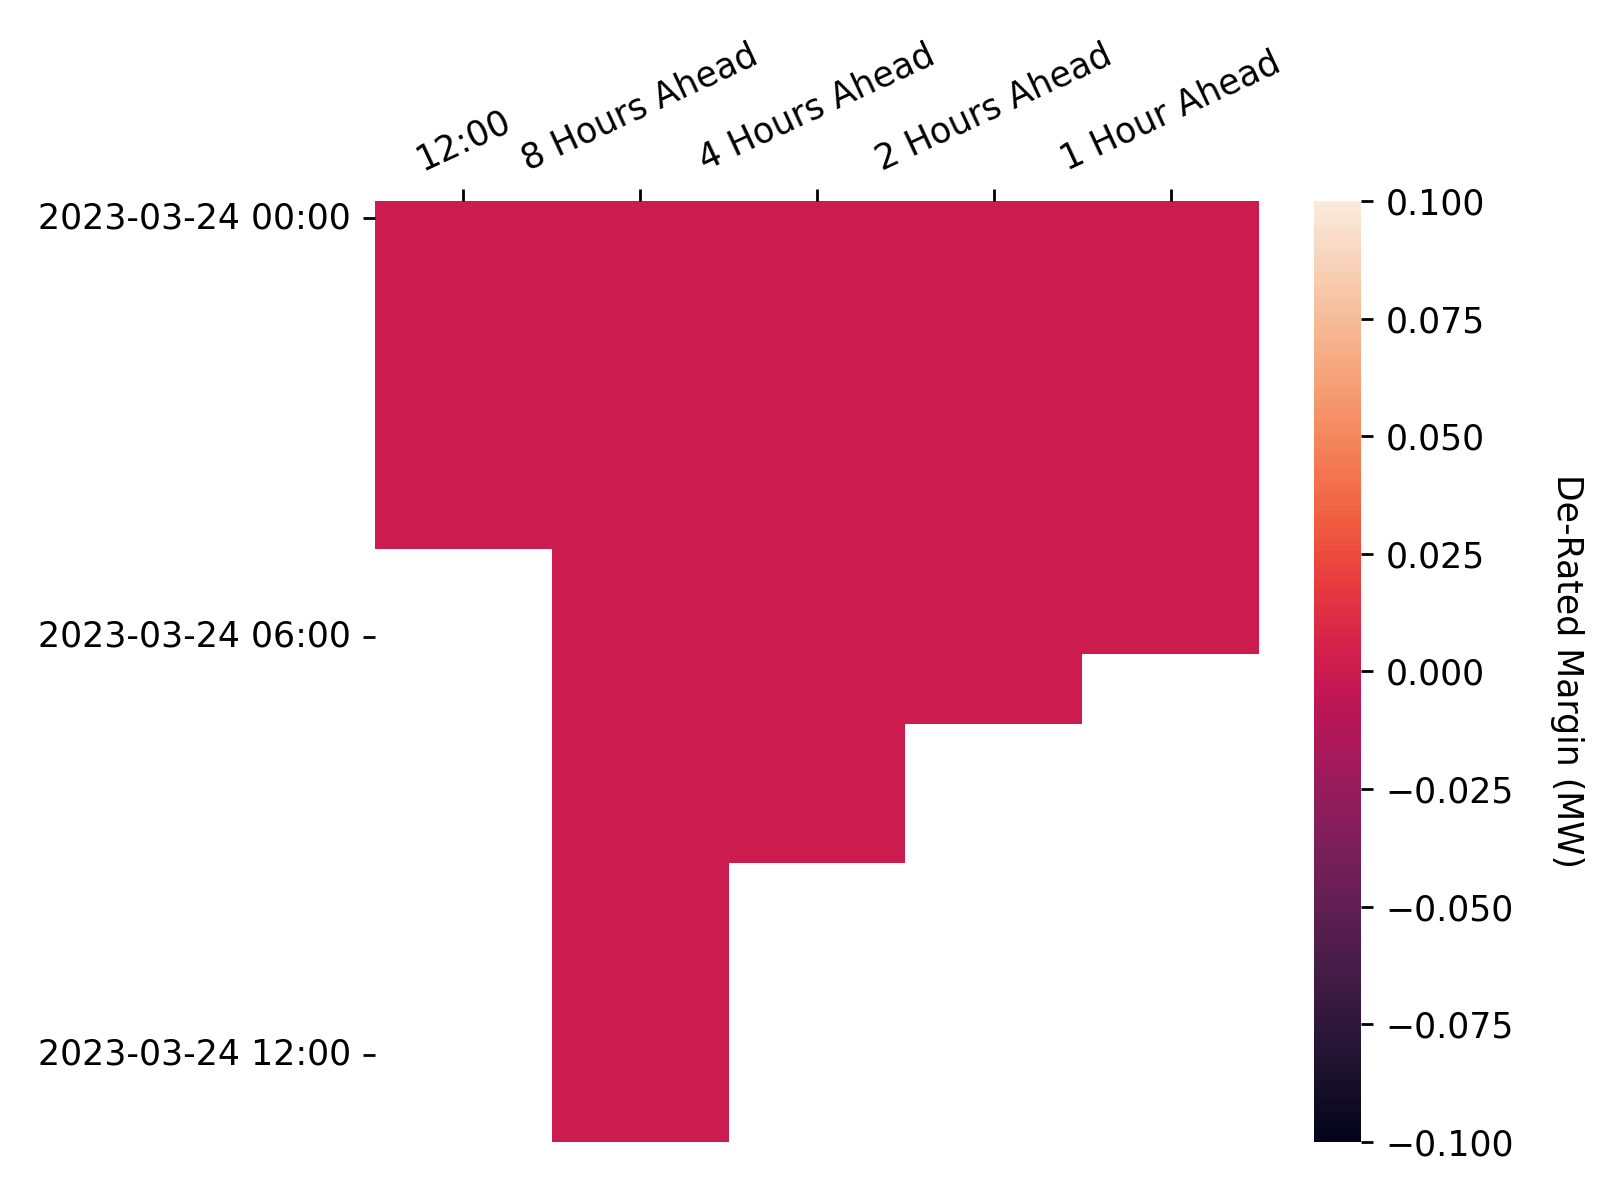 12:00
8 Hours Ahead
4 Hours Ahead
2 Hours Ahead
1 Hour Ahead
2023-03-24 00:00
2023-03-24 06:00
2023-03-24 12:00
0.100
0.075
0.050
0.025
0.000
−0.025
−0.050
−0.075
−0.100
De-Rated Margin (MW)